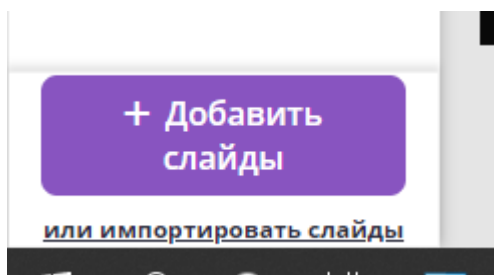 + Добавить
слайды
или импортировать слайды